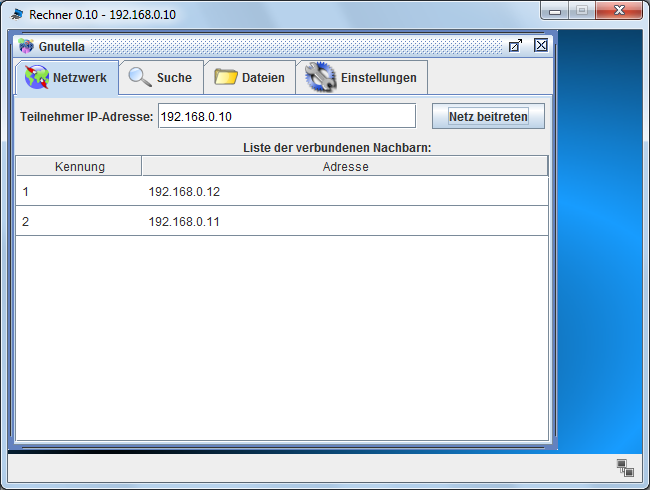 Rechner 0.10 - 192.168.0.10
Gnutella
Netzwerk Suche Dateien Einstellungen
Teilnehmer IP-Adresse: 192.168.0.10 Netz beitreten
Liste der verbundenen Nachbarn:
Kennung Adresse
1 192.168.0.12
2 192.168.0.11